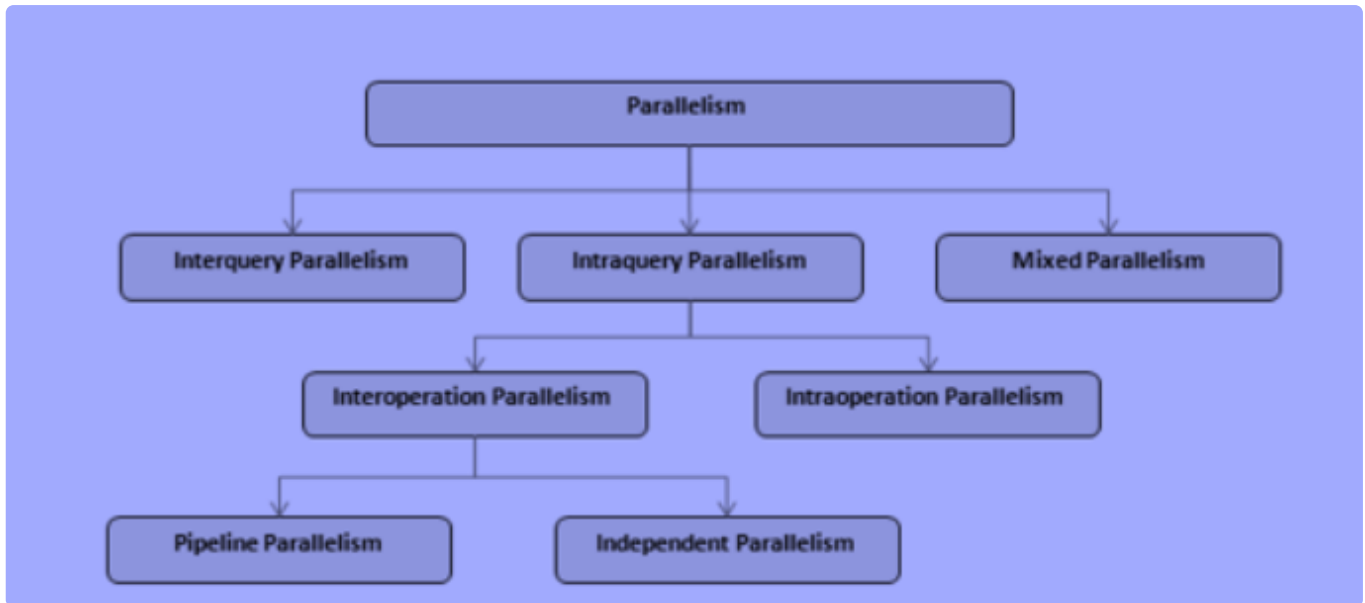 Parallelism
Interquery Parallelism
Intraquery Parallelism
Mixed Parallelism
Interoperation Parallelism
Intraoperation Parallelism
Pipeline Parallelism
Independent Parallelism